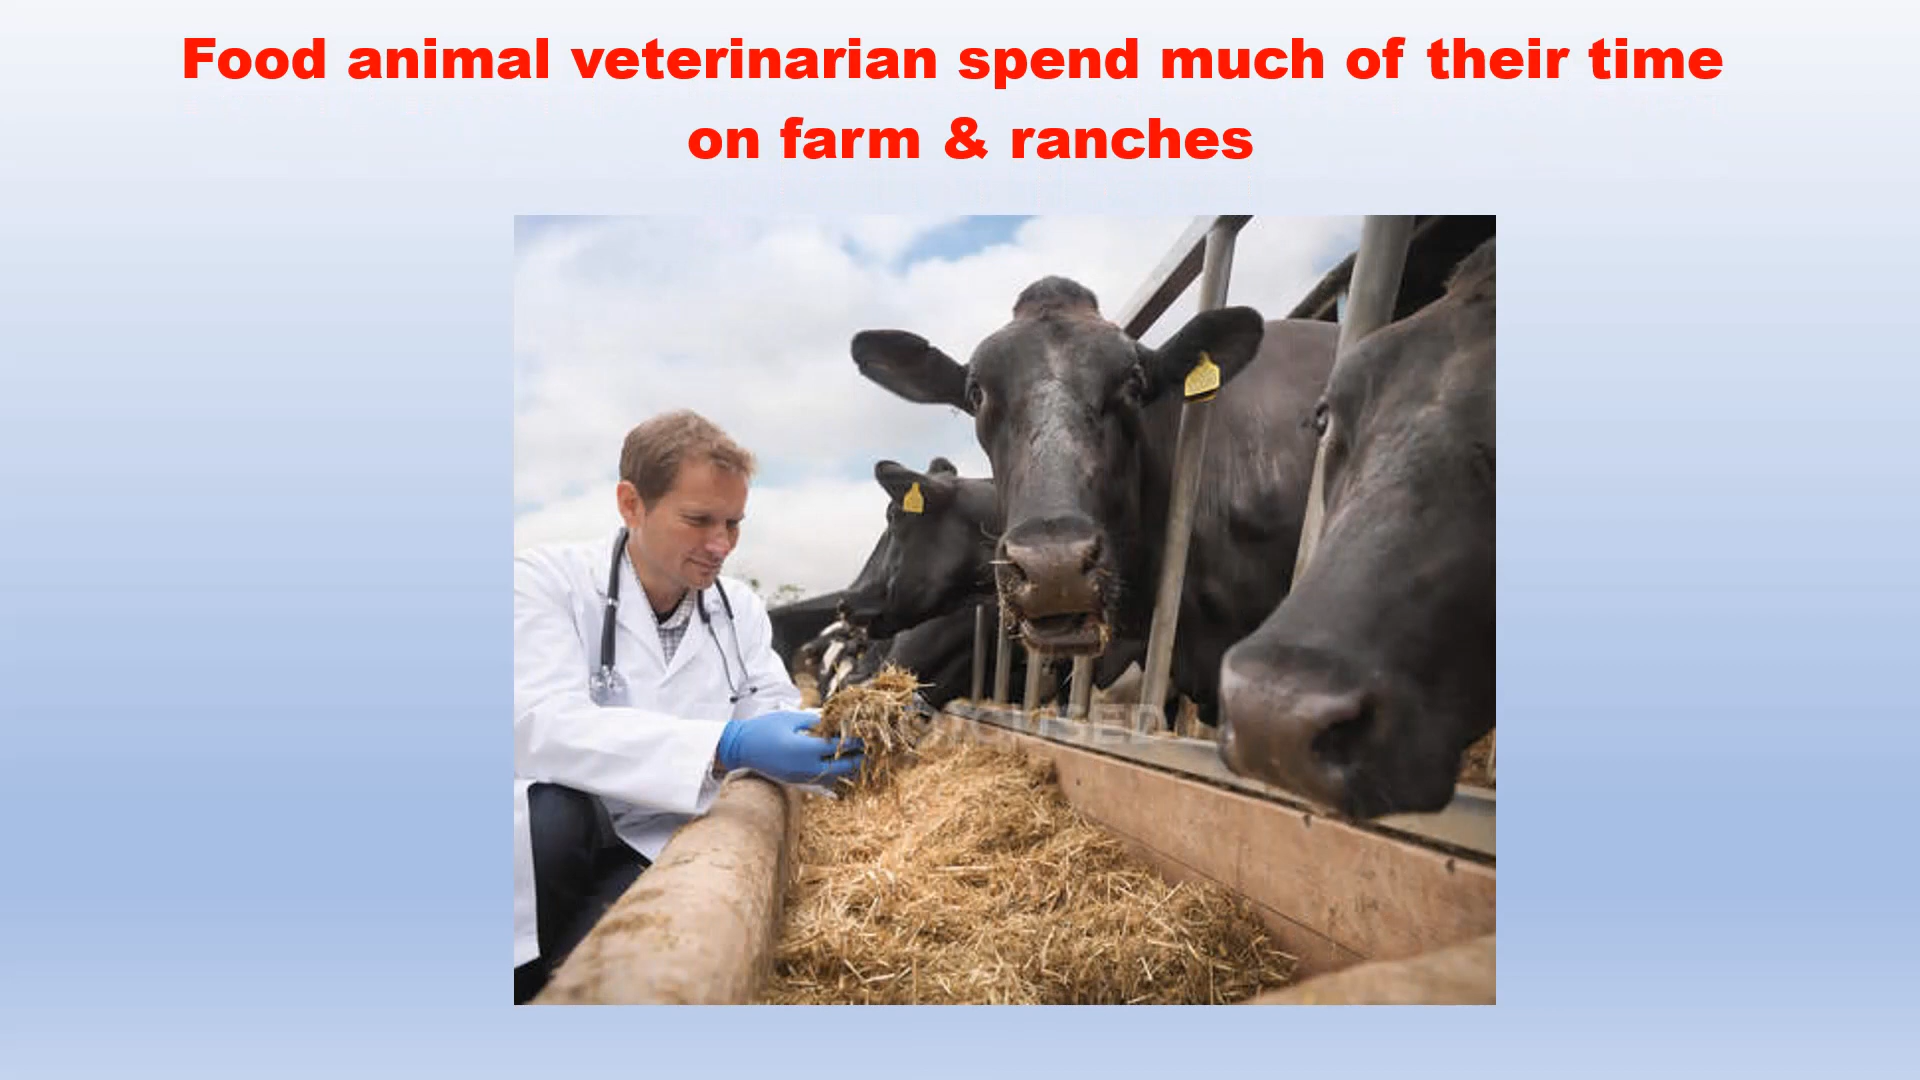 Food animal veterinarian spend much of their time
on farm & ranches